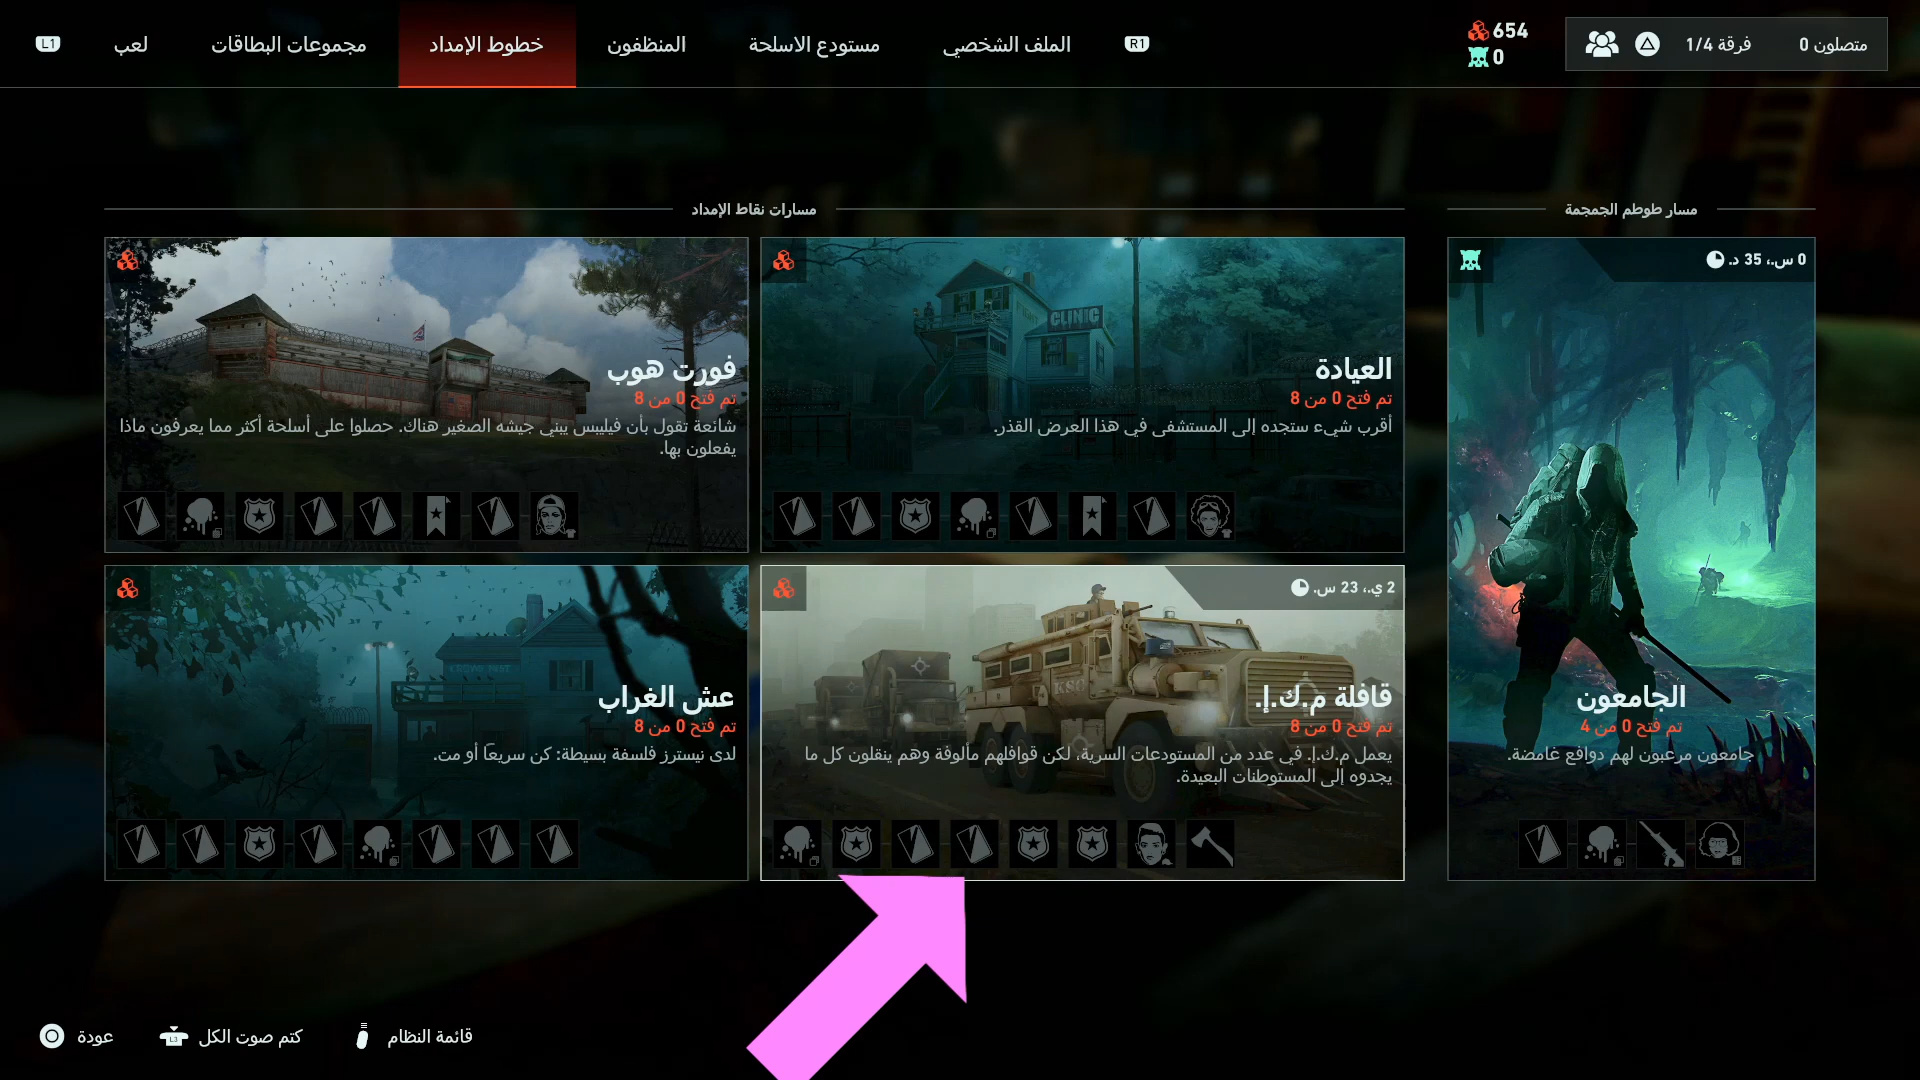 L1
لعب
مجموعات البطاقات
خطوط الإمداد
المنظفون
مستودع الاسلحة
الملف الشخصي
R1
654
0
فرقة 1/4
متصلون 0
مسار طوطم الجمجمة
مسارات نقاط الإمداد
0 س.، 35 د.
الجامعون
تم فتح 0 من 4
جامعون مرعبون لهم دوافع غامضة.
CLINIC
العيادة
تم فتح 0 من 8
أقرب شيء ستجده إلى المستشفى في هذا العرض القذر.
فورت هوب
تم فتح 0 من 8
شائعة تقول بأن فيليبس يبني جيشه الصغير هناك. حصلوا على أسلحة أكثر مما يعرفون ماذا
يفعلون بها.
2 ي.، 23 س.
KSC
قافلة م.ك.إ.
تم فتح 0 من 8
يعمل م.ك.إ. في عدد من المستودعات السرية، لكن قوافلهم مألوفة وهم ينقلون كل ما
يجدوه إلى المستوطنات البعيدة.
عش الغراب
تم فتح 0 من 8
لدى نيسترز فلسفة بسيطة: كن سريعًا أو مت.
عودة
L3
كتم صوت الكل
قائمة النظام